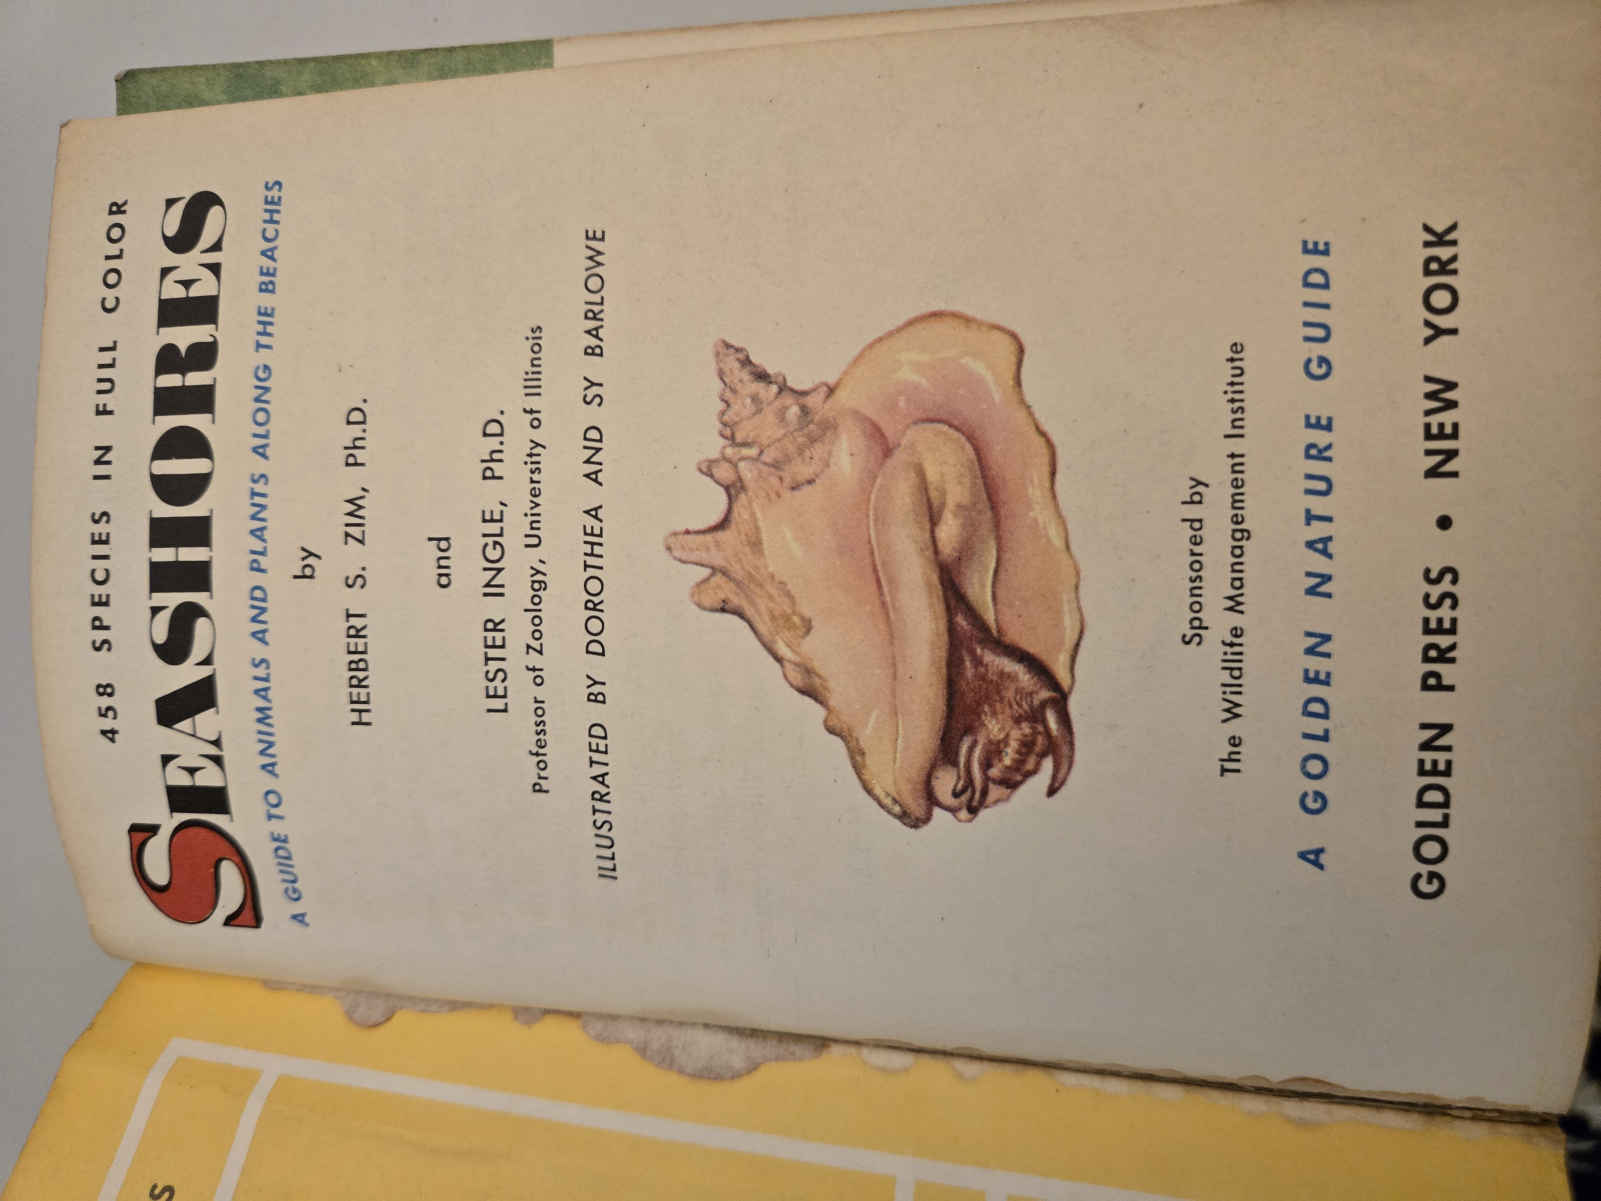 458 SPECIES IN FULL COLOR
SEASHORES
A GUIDE TO ANIMALS AND PLANTS ALONG THE BEACHES
by
HERBERT S. ZIM, Ph.D.
and
LESTER INGLE, Ph.D.
Professor of Zoology, University of Illinois
ILLUSTRATED BY DOROTHEA AND SY BARLOWE
Sponsored by
The Wildlife Management Institute
A GOLDEN NATURE GUIDE
GOLDEN PRESS • NEW YORK